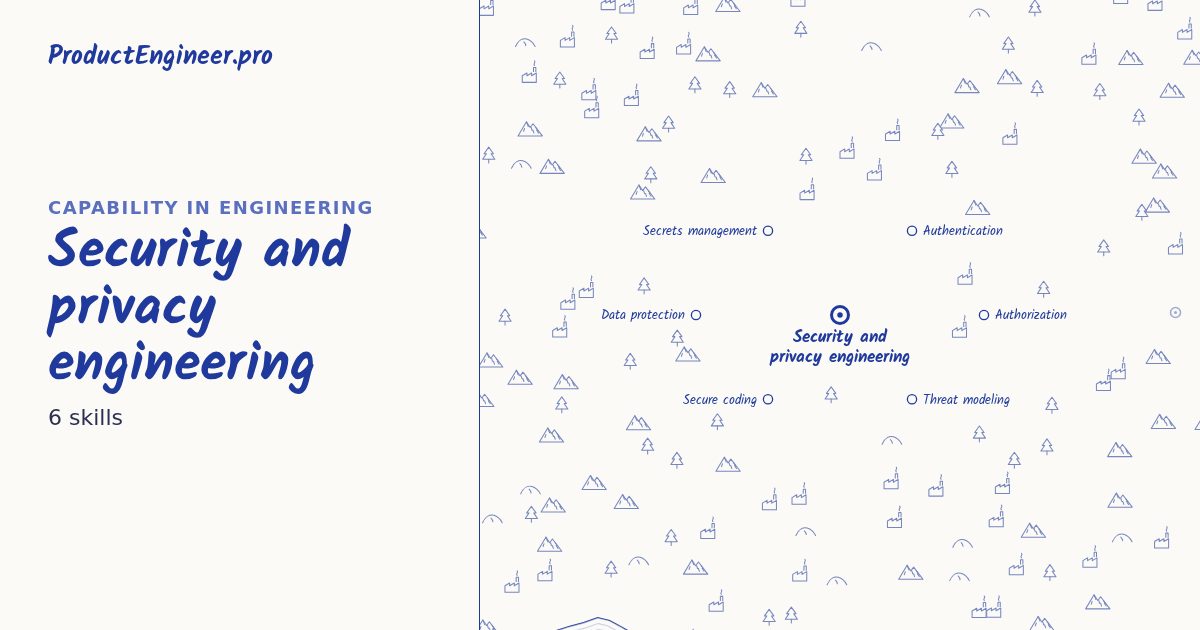 ProductEngineer.pro
CAPABILITY IN ENGINEERING
Security and
privacy
engineering
6 skills
Secrets management
Authentication
Data protection
Authorization
Security and
privacy engineering
Secure coding
Threat modeling